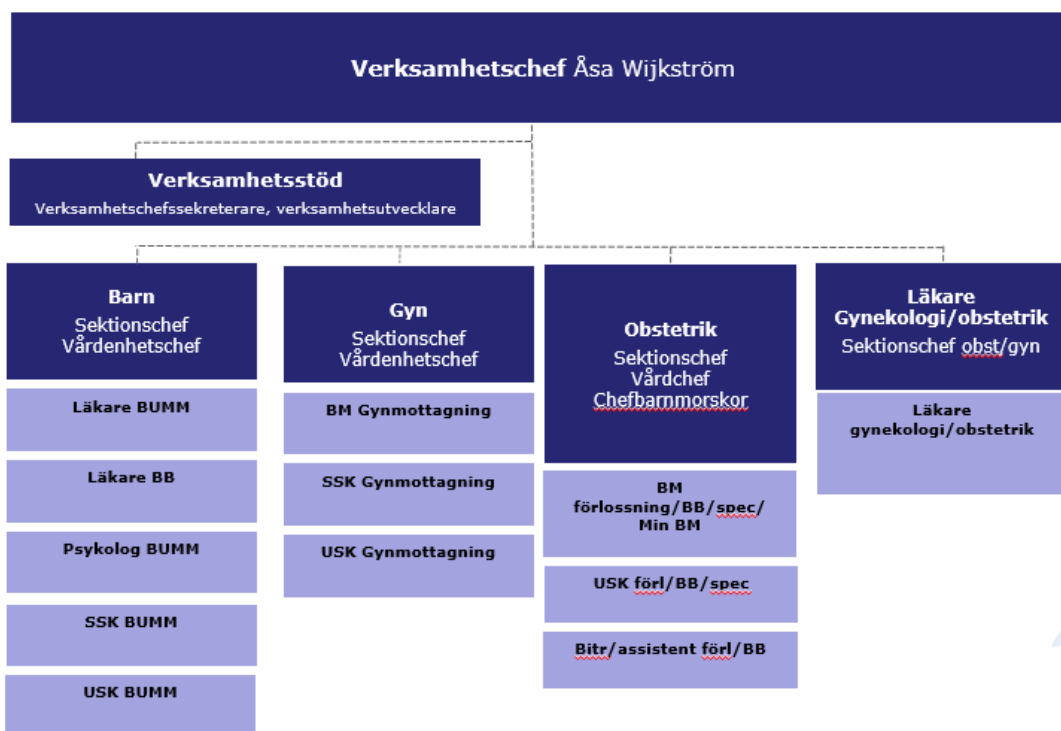 Verksamhetschef Åsa Wijkström
Verksamhetsstöd
Verksamhetschefssekreterare, verksamhetsutvecklare
Barn
Sektionschef
Vårdenhetschef
Läkare BUMM
Läkare BB
Psykolog BUMM
SSK BUMM
USK BUMM
Gyn
Sektionschef
Vårdenhetschef
BM Gynmottagning
SSK Gynmottagning
USK Gynmottagning
Obstetrik
Sektionschef
Vårdchef
Chefbarnmorskor
BM
förlossning/BB/spec/
Min BM
USK förl/BB/spec
Bitr/assistent förl/BB
Läkare
Gynekologi/obstetrik
Sektionschef obst/gyn
Läkare
gynekologi/obstetrik